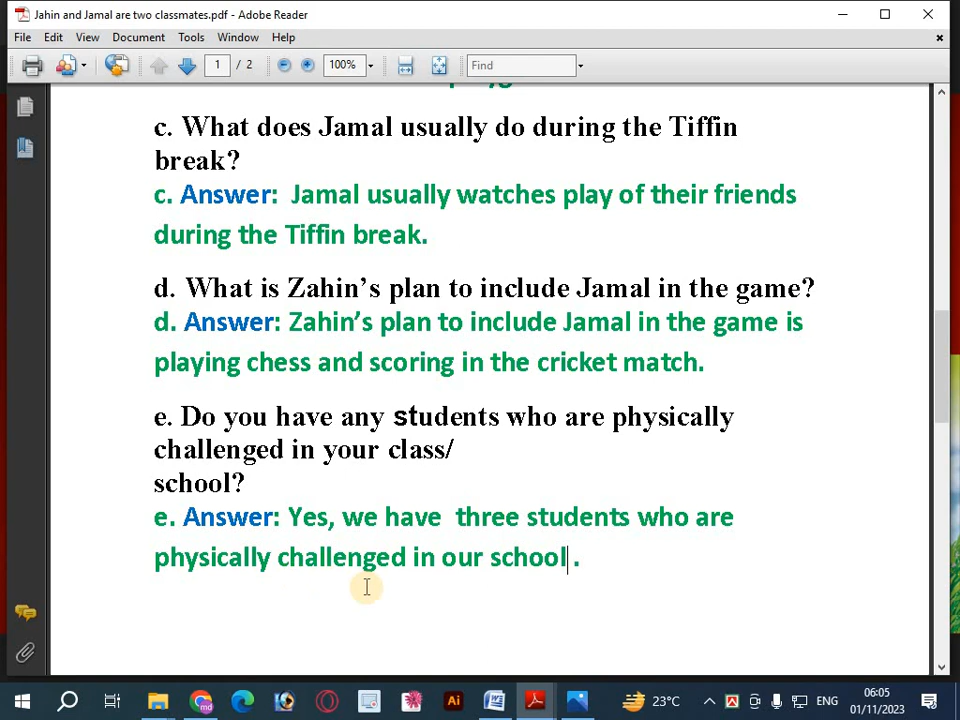 Jahin and Jamal are two classmates.pdf - Adobe Reader
File Edit View Document Tools Window Help
1 / 2 100% Find
c. What does Jamal usually do during the Tiffin
break?
c. Answer: Jamal usually watches play of their friends
during the Tiffin break.
d. What is Zahin's plan to include Jamal in the game?
d. Answer: Zahin's plan to include Jamal in the game is
playing chess and scoring in the cricket match.
e. Do you have any students who are physically
challenged in your class/
school?
e. Answer: Yes, we have three students who are
physically challenged in our school .
Ai 23°C ENG 06:05
01/11/2023